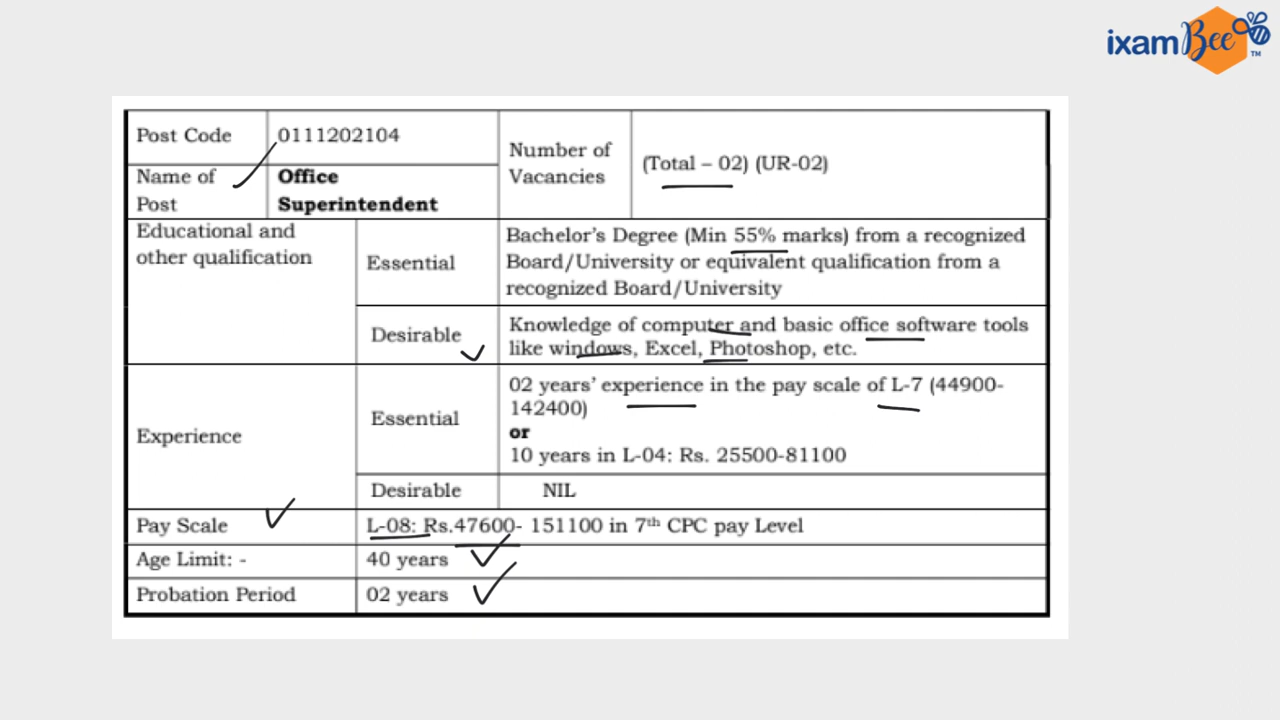 ixamBee
TM
Post Code
0111202104
Number of
Vacancies
(Total – 02) (UR-02)
Name of
Post
Office
Superintendent
Educational and
other qualification
Essential
Bachelor's Degree (Min 55% marks) from a recognized
Board/University or equivalent qualification from a
recognized Board/University
Desirable
Knowledge of computer and basic office software tools
like windows, Excel, Photoshop, etc.
Experience
Essential
02 years' experience in the pay scale of L-7 (44900-
142400)
or
10 years in L-04: Rs. 25500-81100
Desirable
NIL
Pay Scale
L-08: Rs.47600- 151100 in 7th CPC pay Level
Age Limit: -
40 years
Probation Period
02 years